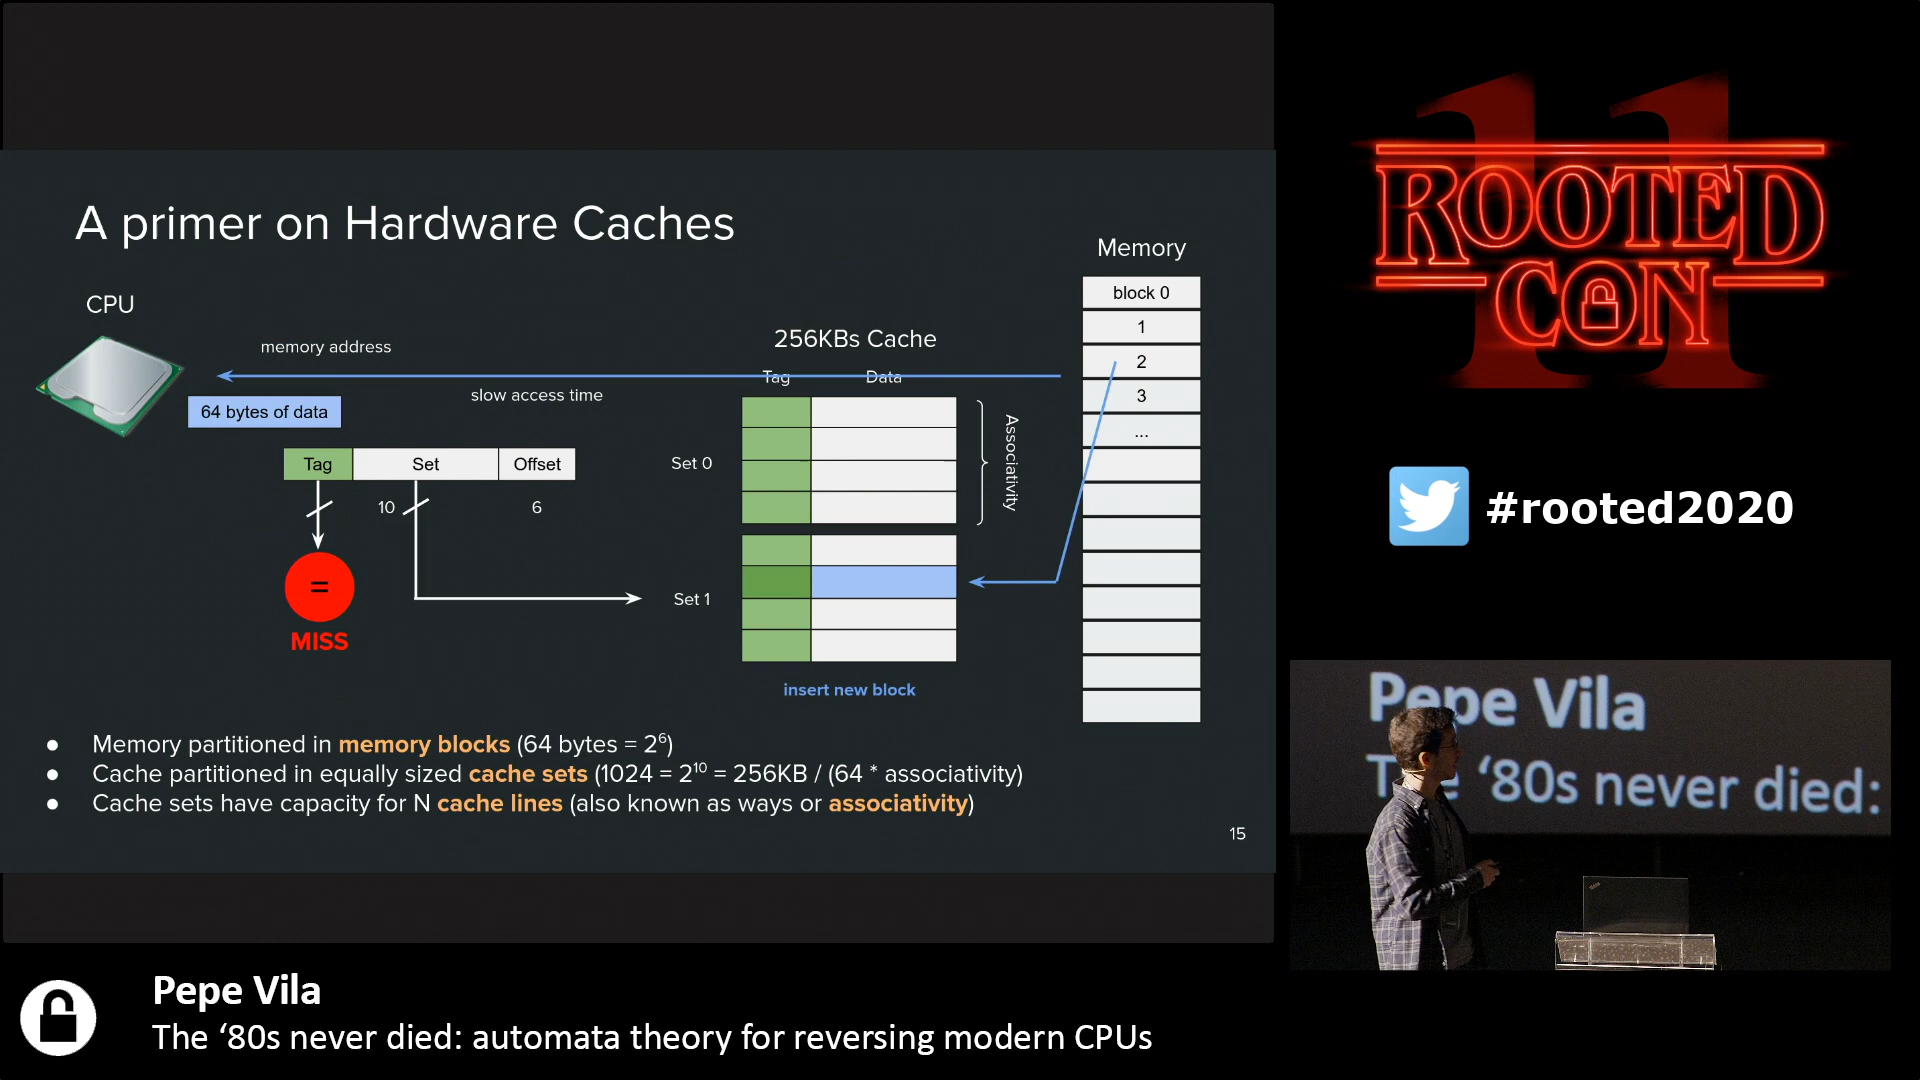 A primer on Hardware Caches
Memory
CPU
block 0
1
256KBs Cache
memory address
2
Tag Data
slow access time
3
64 bytes of data
...
Associativity
Tag Set Offset
Set 0
10 6
=
Set 1
MISS
insert new block
● Memory partitioned in memory blocks (64 bytes = 2⁶)
● Cache partitioned in equally sized cache sets (1024 = 2¹⁰ = 256KB / (64 * associativity)
● Cache sets have capacity for N cache lines (also known as ways or associativity)
15
11
ROOTED
CON
#rooted2020
Pepe Vila
The ‘80s never died:
Pepe Vila
The ‘80s never died: automata theory for reversing modern CPUs